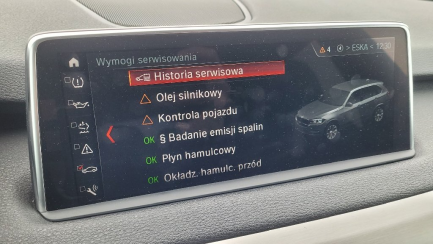 Wymogi serwisowania
4 > ESKA - 12:30
Historia serwisowa
Olej silnikowy
Kontrola pojazdu
OK § Badanie emisji spalin
OK Płyn hamulcowy
OK Okładz. hamulc. przód